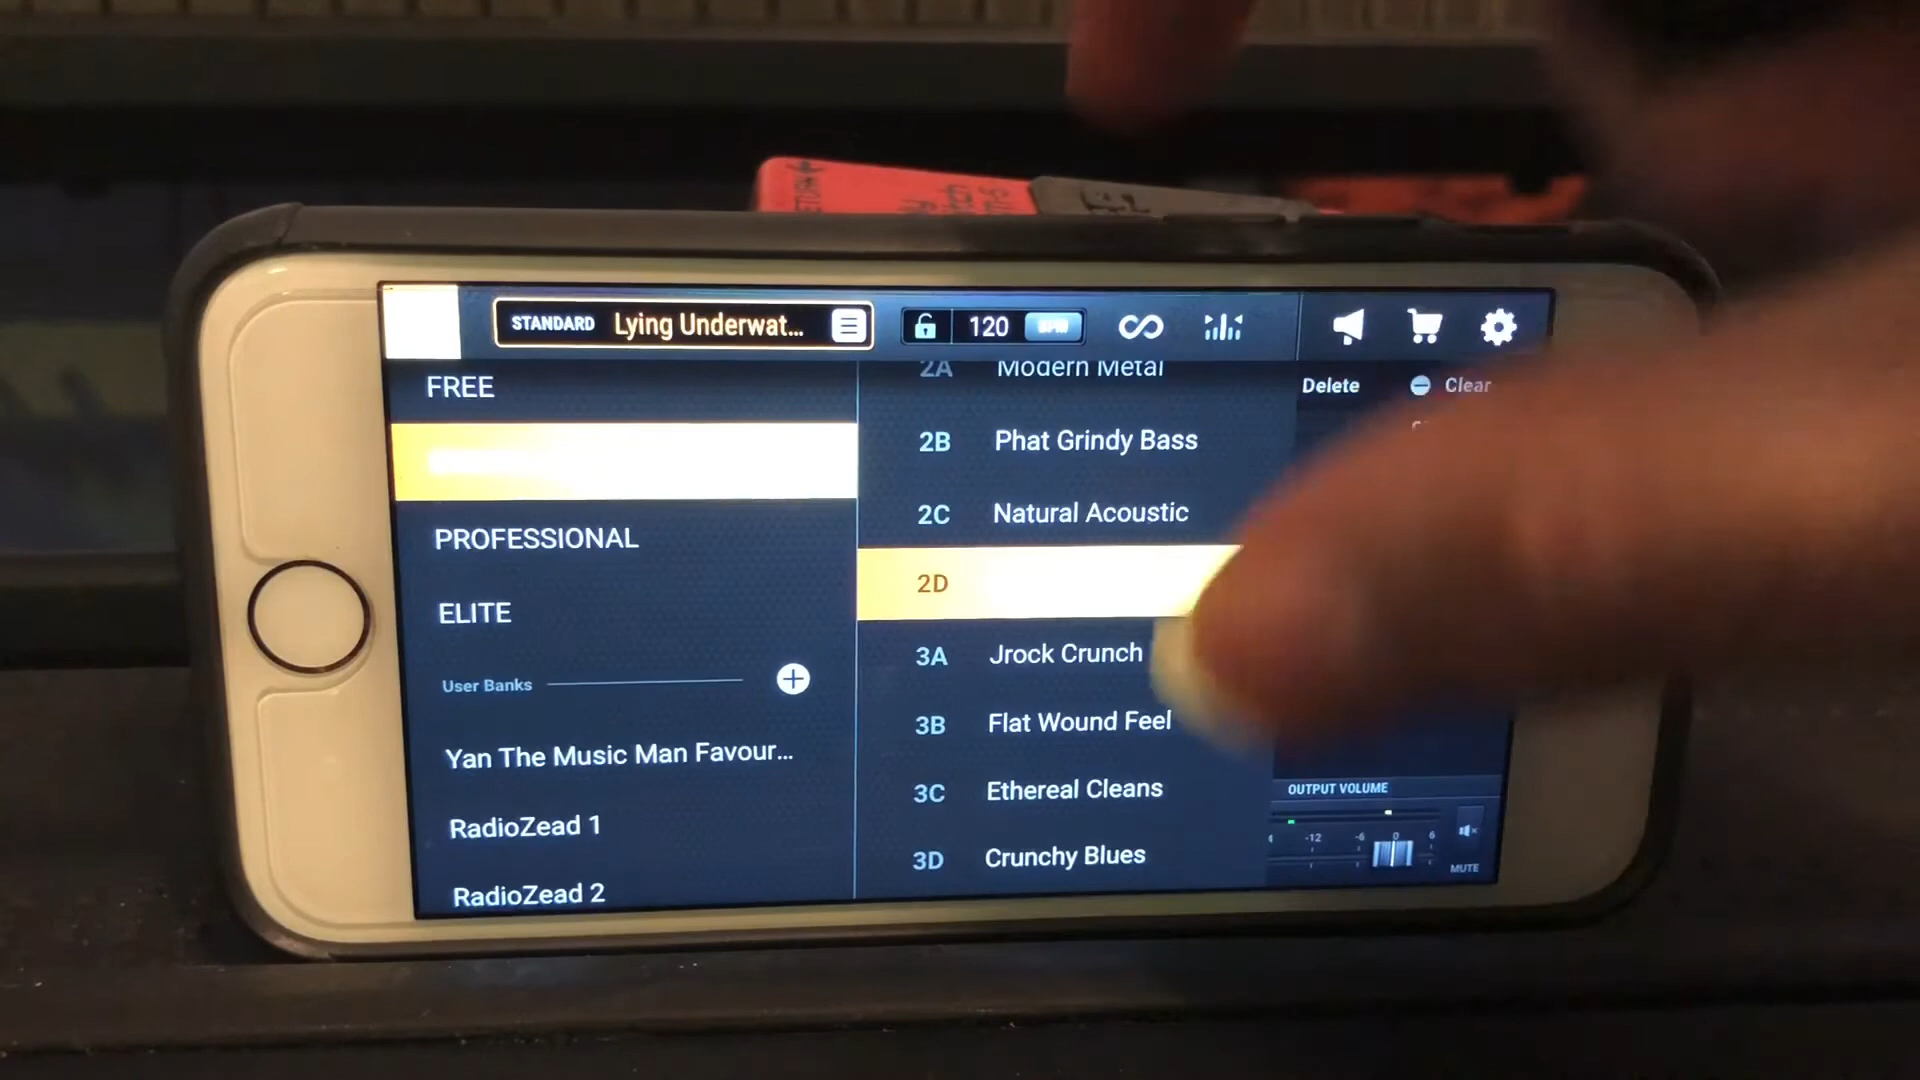 STANDARD Lying Underwat...
120 BPM
FREE
PROFESSIONAL
ELITE
User Banks
Yan The Music Man Favour...
RadioZead 1
RadioZead 2
2A Modern Metal
2B Phat Grindy Bass
2C Natural Acoustic
2D
3A Jrock Crunch
3B Flat Wound Feel
3C Ethereal Cleans
3D Crunchy Blues
Delete Clear
OUTPUT VOLUME
-12 -6 0 6
MUTE